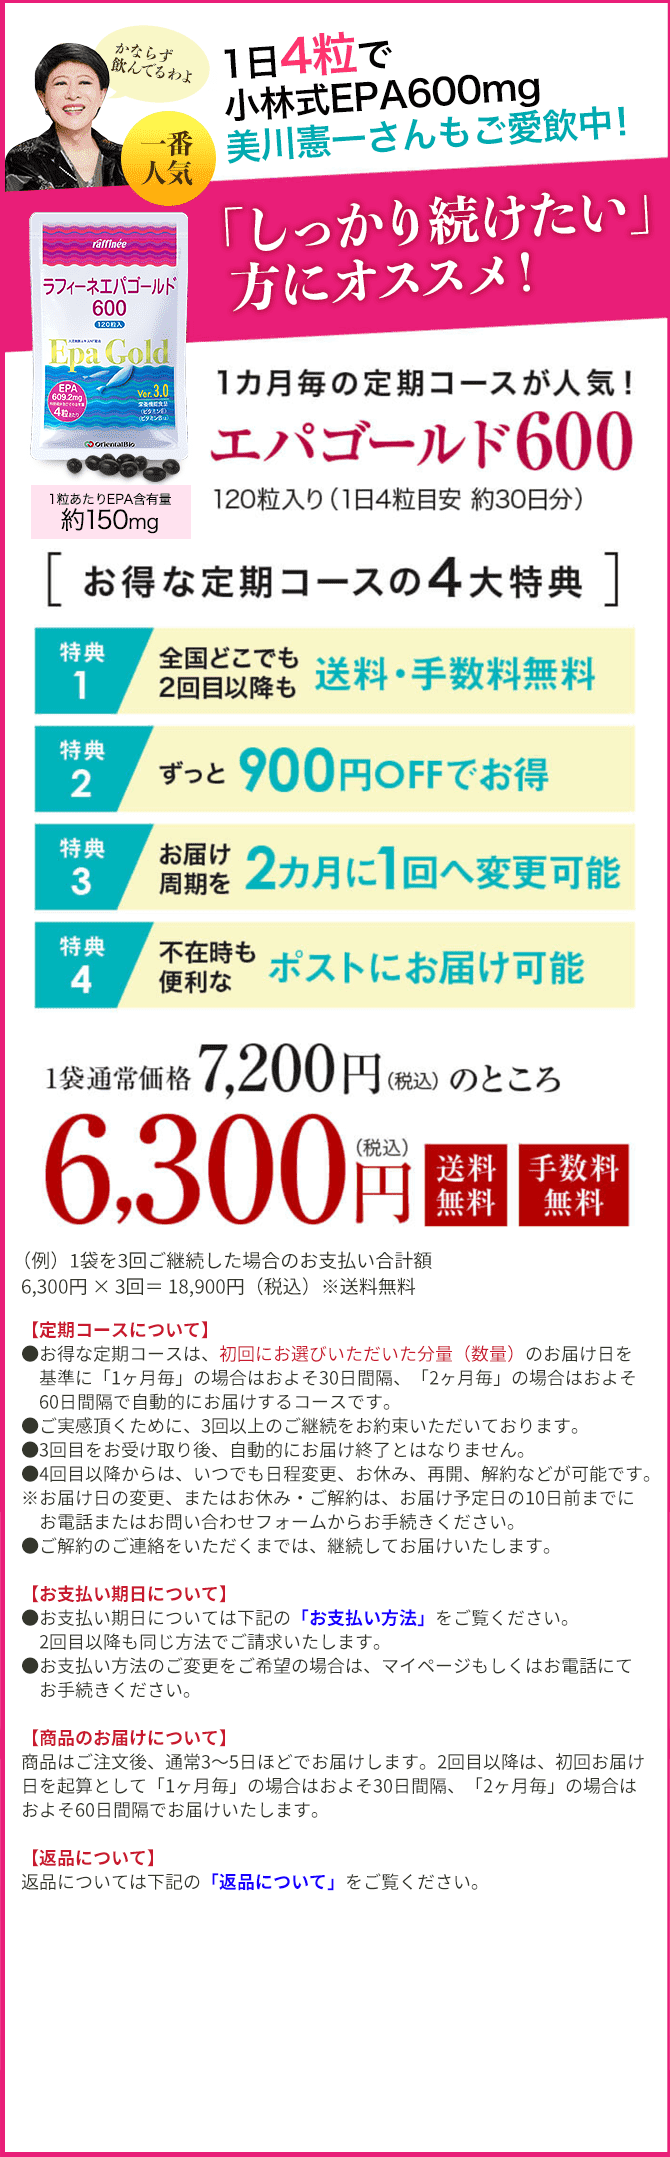 かならず
飲んでるわよ
1日4粒で
小林式EPA600mg
美川憲一さんもご愛飲中！
一番
人気
「しっかり続けたい」
方にオススメ！
raffinée
ラフィーネエパゴールド
600
120粒入
Epa Gold
EPA
609.2mg
4粒あたり
Ver.3.0
栄養機能食品
OrientalBio
1粒あたりEPA含有量
約150mg
1カ月毎の定期コースが人気！
エパゴールド600
120粒入り（1日4粒目安 約30日分）
［お得な定期コースの4大特典］
特典
1
全国どこでも
2回目以降も
送料・手数料無料
特典
2
ずっと
900円OFFでお得
特典
3
お届け
周期を
2カ月に1回へ変更可能
特典
4
不在時も
便利な
ポストにお届け可能
1袋通常価格7,200円（税込）のところ
6,300円（税込）
送料
無料
手数料
無料
（例）1袋を3回ご継続した場合のお支払い合計額
6,300円 × 3回＝ 18,900円（税込）※送料無料
【定期コースについて】
●お得な定期コースは、初回にお選びいただいた分量（数量）のお届け日を
基準に「1ヶ月毎」の場合はおよそ30日間隔、「2ヶ月毎」の場合はおよそ
60日間隔で自動的にお届けするコースです。
●ご実感頂くために、3回以上のご継続をお約束いただいております。
●3回目をお受け取り後、自動的にお届け終了とはなりません。
●4回目以降からは、いつでも日程変更、お休み、再開、解約などが可能です。
※お届け日の変更、またはお休み・ご解約は、お届け予定日の10日前までに
お電話またはお問い合わせフォームからお手続きください。
●ご解約のご連絡をいただくまでは、継続してお届けいたします。
【お支払い期日について】
●お支払い期日については下記の「お支払い方法」をご覧ください。
2回目以降も同じ方法でご請求いたします。
●お支払い方法のご変更をご希望の場合は、マイページもしくはお電話にて
お手続きください。
【商品のお届けについて】
商品はご注文後、通常3～5日ほどでお届けします。2回目以降は、初回お届け
日を起算として「1ヶ月毎」の場合はおよそ30日間隔、「2ヶ月毎」の場合は
およそ60日間隔でお届けいたします。
【返品について】
返品については下記の「返品について」をご覧ください。